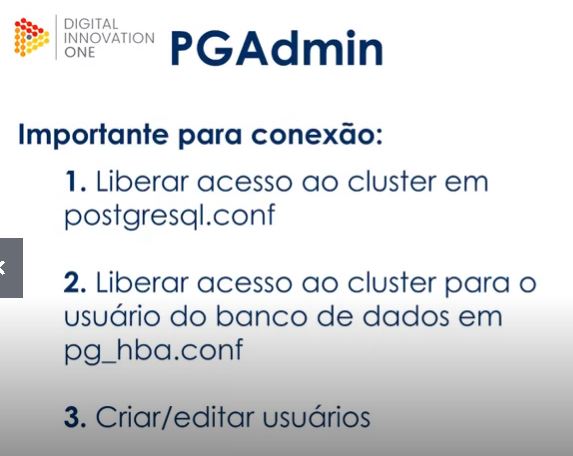 DIGITAL
INNOVATION
ONE
PGAdmin
Importante para conexão:
1. Liberar acesso ao cluster em
postgresql.conf
2. Liberar acesso ao cluster para o
usuário do banco de dados em
pg_hba.conf
3. Criar/editar usuários